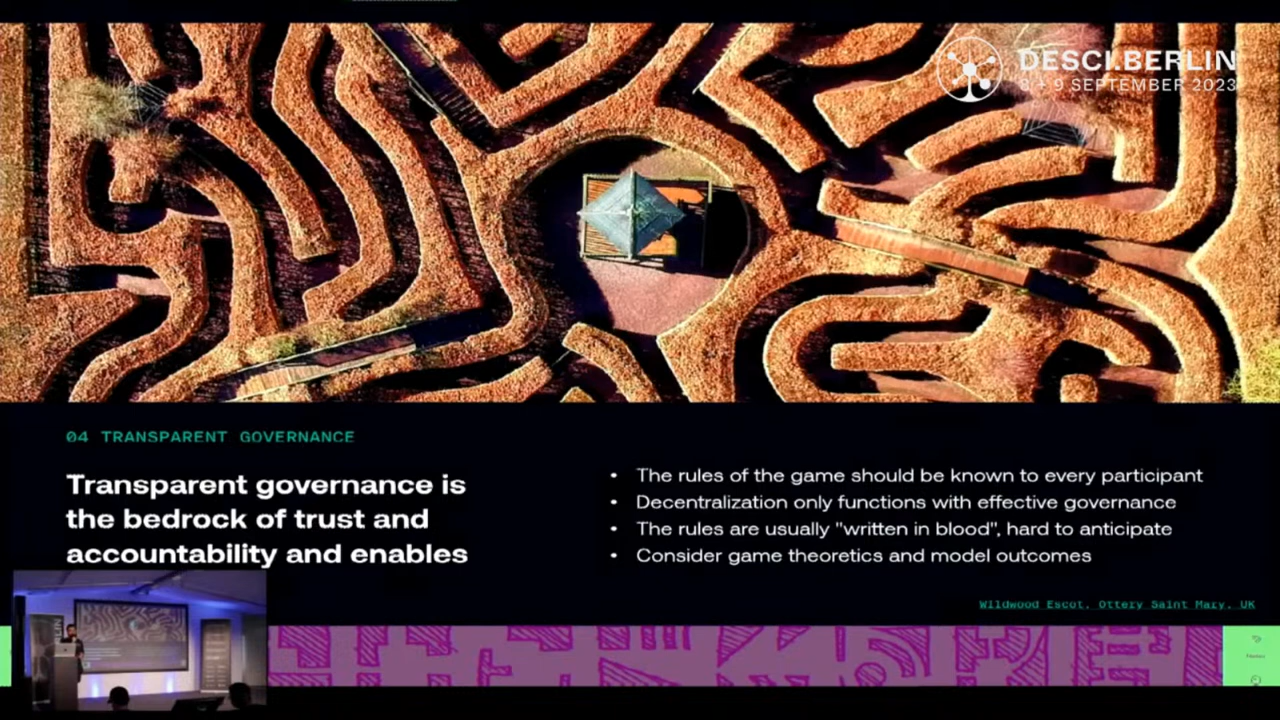 DESCI.BERLIN
8 + 9 SEPTEMBER 2023
04 TRANSPARENT GOVERNANCE
Transparent governance is
the bedrock of trust and
accountability and enables
• The rules of the game should be known to every participant
• Decentralization only functions with effective governance
• The rules are usually "written in blood", hard to anticipate
• Consider game theoretics and model outcomes
Wildwood Escot, Ottery Saint Mary, UK